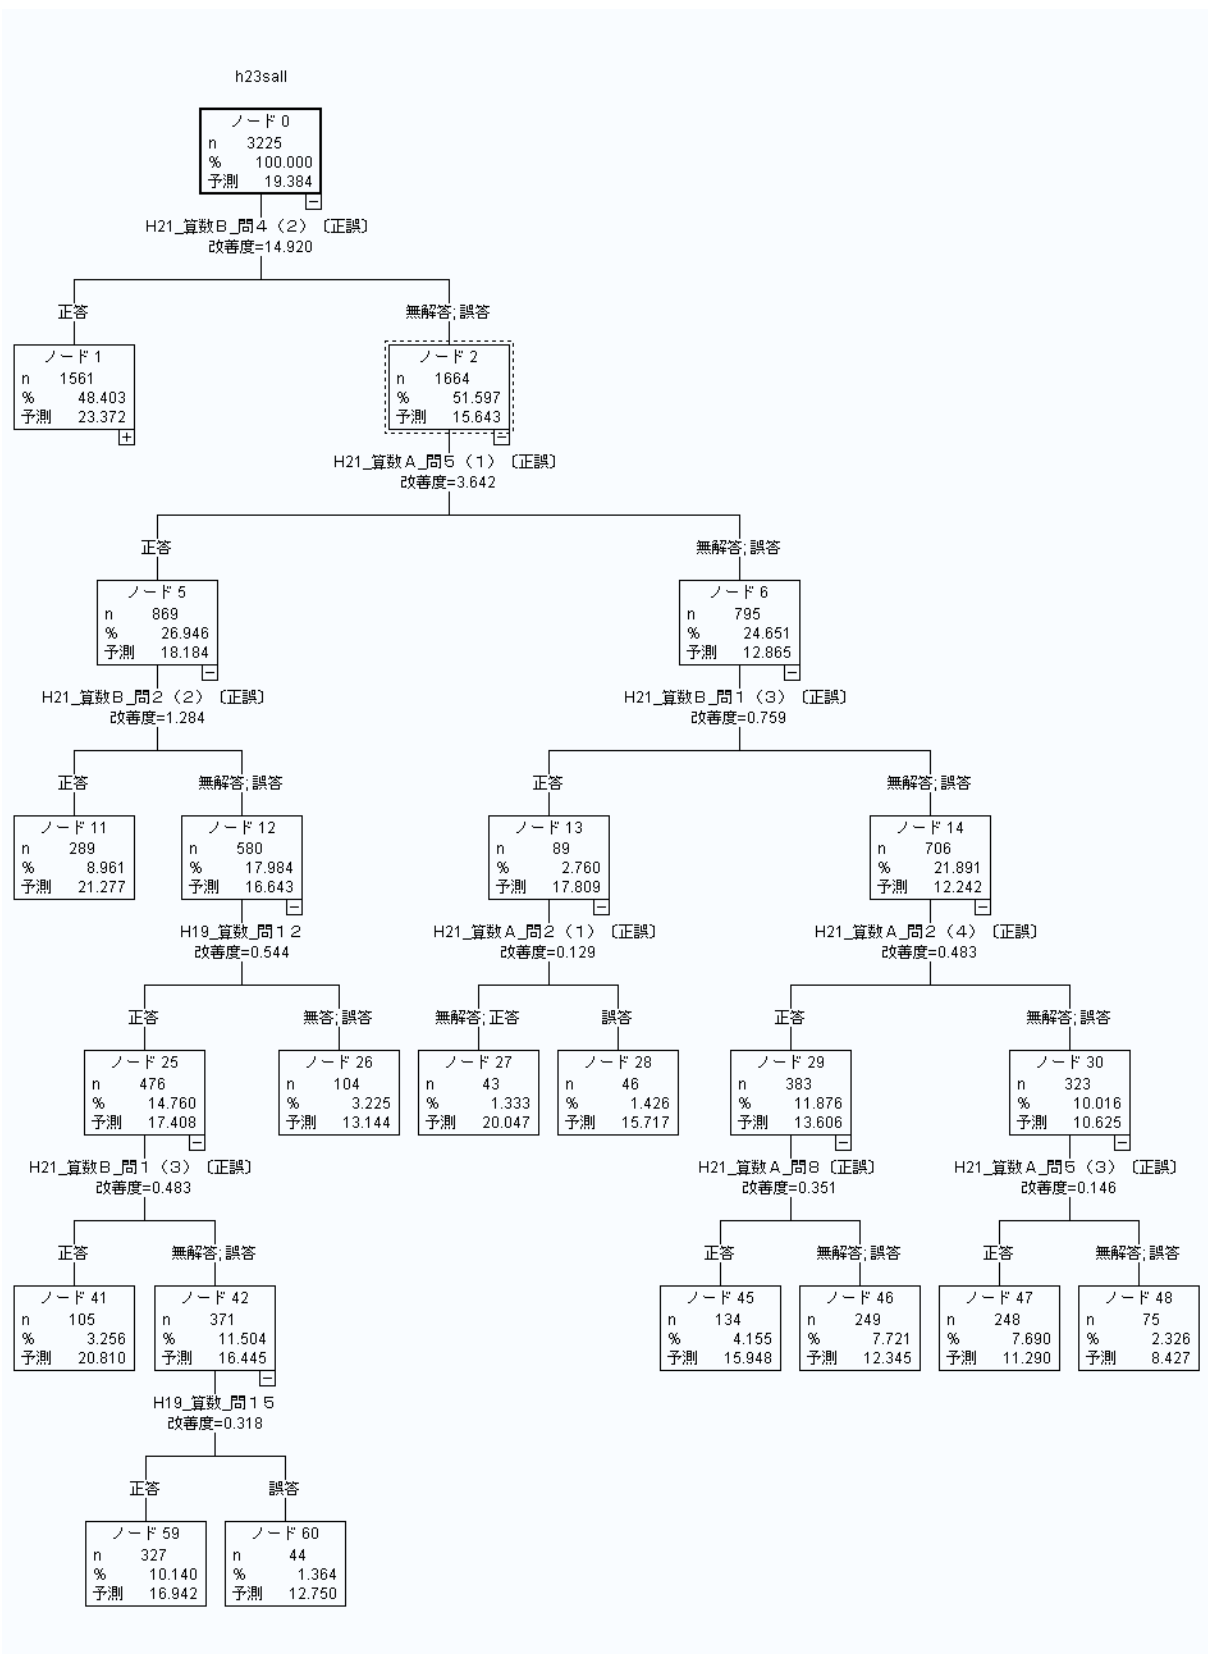 h23sall
ノード 0
n 3225
% 100.000
予測 19.384
H21_算数Ｂ_問４（２）〔正誤〕
改善度=14.920
正答
無解答; 誤答
ノード 1
n 1561
% 48.403
予測 23.372
ノード 2
n 1664
% 51.597
予測 15.643
H21_算数Ａ_問５（１）〔正誤〕
改善度=3.642
正答
無解答; 誤答
ノード 5
n 869
% 26.946
予測 18.184
ノード 6
n 795
% 24.651
予測 12.865
H21_算数Ｂ_問２（２）〔正誤〕
改善度=1.284
H21_算数Ｂ_問１（３）〔正誤〕
改善度=0.759
正答
無解答; 誤答
正答
無解答; 誤答
ノード 11
n 289
% 8.961
予測 21.277
ノード 12
n 580
% 17.984
予測 16.643
ノード 13
n 89
% 2.760
予測 17.809
ノード 14
n 706
% 21.891
予測 12.242
H19_算数_問１２
改善度=0.544
H21_算数Ａ_問２（１）〔正誤〕
改善度=0.129
H21_算数Ａ_問２（４）〔正誤〕
改善度=0.483
正答
無答; 誤答
無解答; 正答
誤答
正答
無解答; 誤答
ノード 25
n 476
% 14.760
予測 17.408
ノード 26
n 104
% 3.225
予測 13.144
ノード 27
n 43
% 1.333
予測 20.047
ノード 28
n 46
% 1.426
予測 15.717
ノード 29
n 383
% 11.876
予測 13.606
ノード 30
n 323
% 10.016
予測 10.625
H21_算数Ｂ_問１（３）〔正誤〕
改善度=0.483
H21_算数Ａ_問８〔正誤〕
改善度=0.351
H21_算数Ａ_問５（３）〔正誤〕
改善度=0.146
正答
無解答; 誤答
正答
無解答; 誤答
正答
無解答; 誤答
ノード 41
n 105
% 3.256
予測 20.810
ノード 42
n 371
% 11.504
予測 16.445
ノード 45
n 134
% 4.155
予測 15.948
ノード 46
n 249
% 7.721
予測 12.345
ノード 47
n 248
% 7.690
予測 11.290
ノード 48
n 75
% 2.326
予測 8.427
H19_算数_問１５
改善度=0.318
正答
誤答
ノード 59
n 327
% 10.140
予測 16.942
ノード 60
n 44
% 1.364
予測 12.750